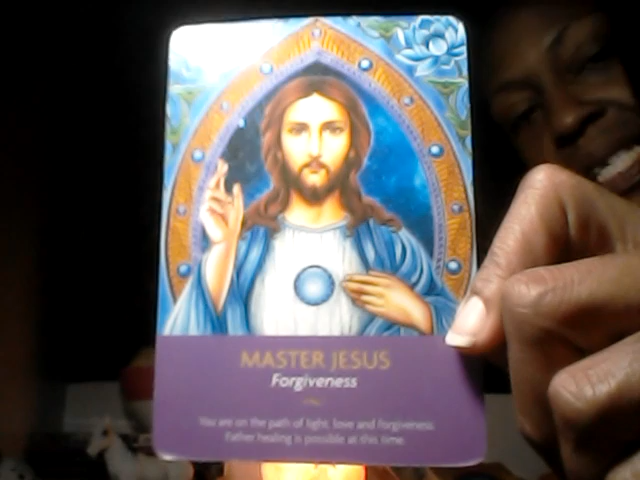 MASTER JESUS
Forgiveness
You are on the path of light, love and forgiveness.
Father healing is possible at this time.